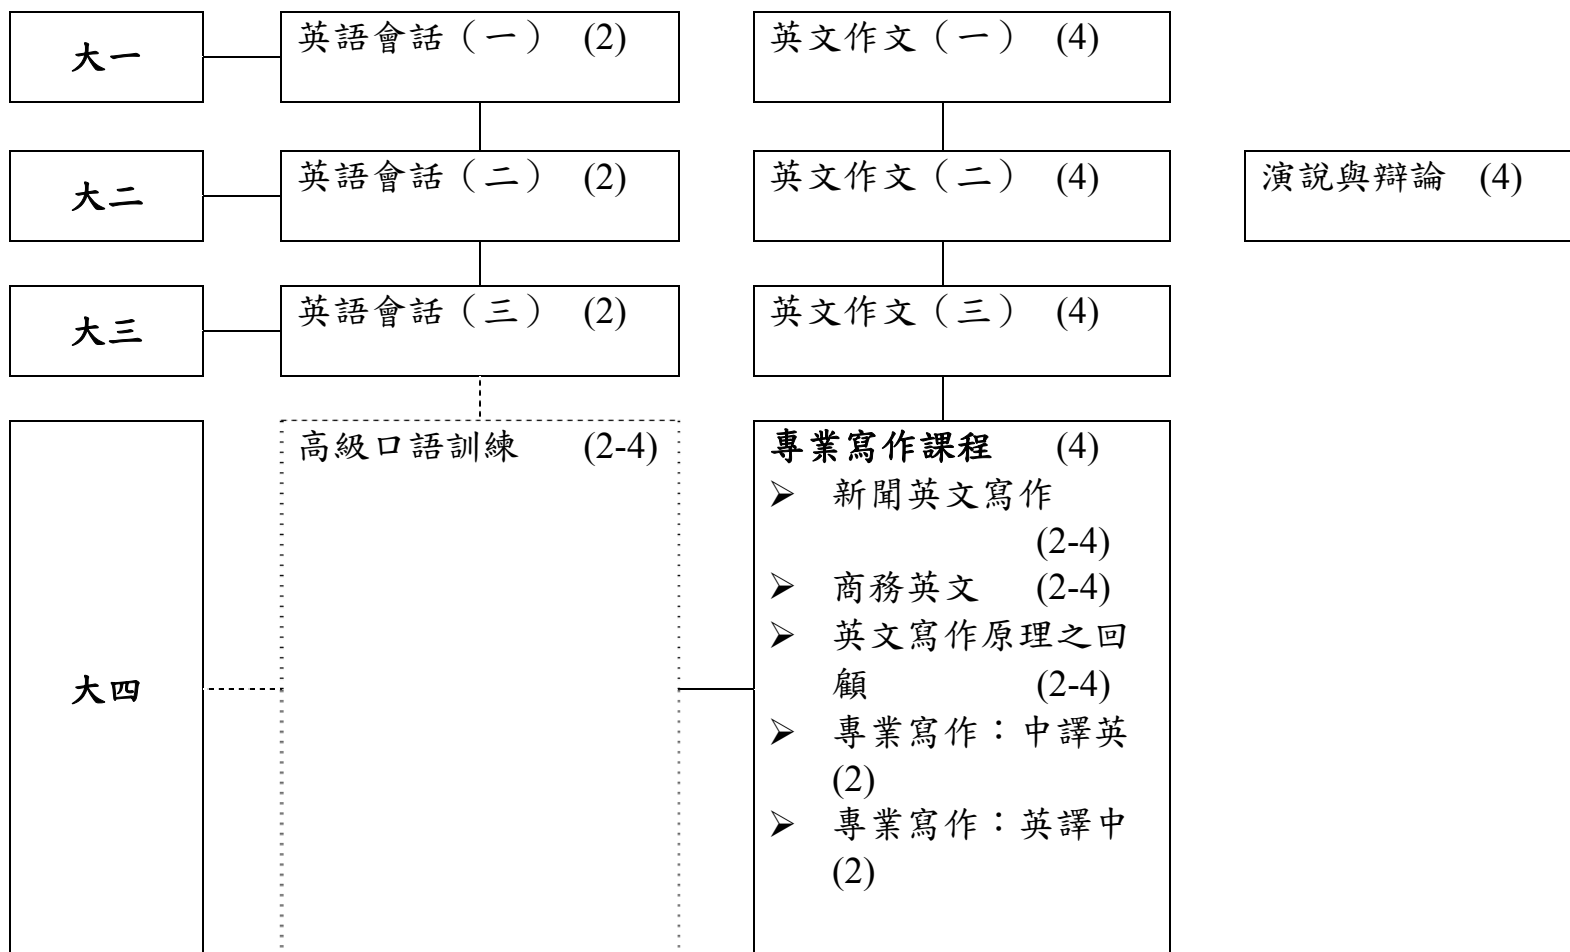 大一
英語會話（一） (2)
英文作文（一） (4)
大二
英語會話（二） (2)
英文作文（二） (4)
演說與辯論 (4)
大三
英語會話（三） (2)
英文作文（三） (4)
大四
高級口語訓練 (2-4)
專業寫作課程 (4)
➢ 新聞英文寫作
(2-4)
➢ 商務英文 (2-4)
➢ 英文寫作原理之回
顧 (2-4)
➢ 專業寫作：中譯英
(2)
➢ 專業寫作：英譯中
(2)